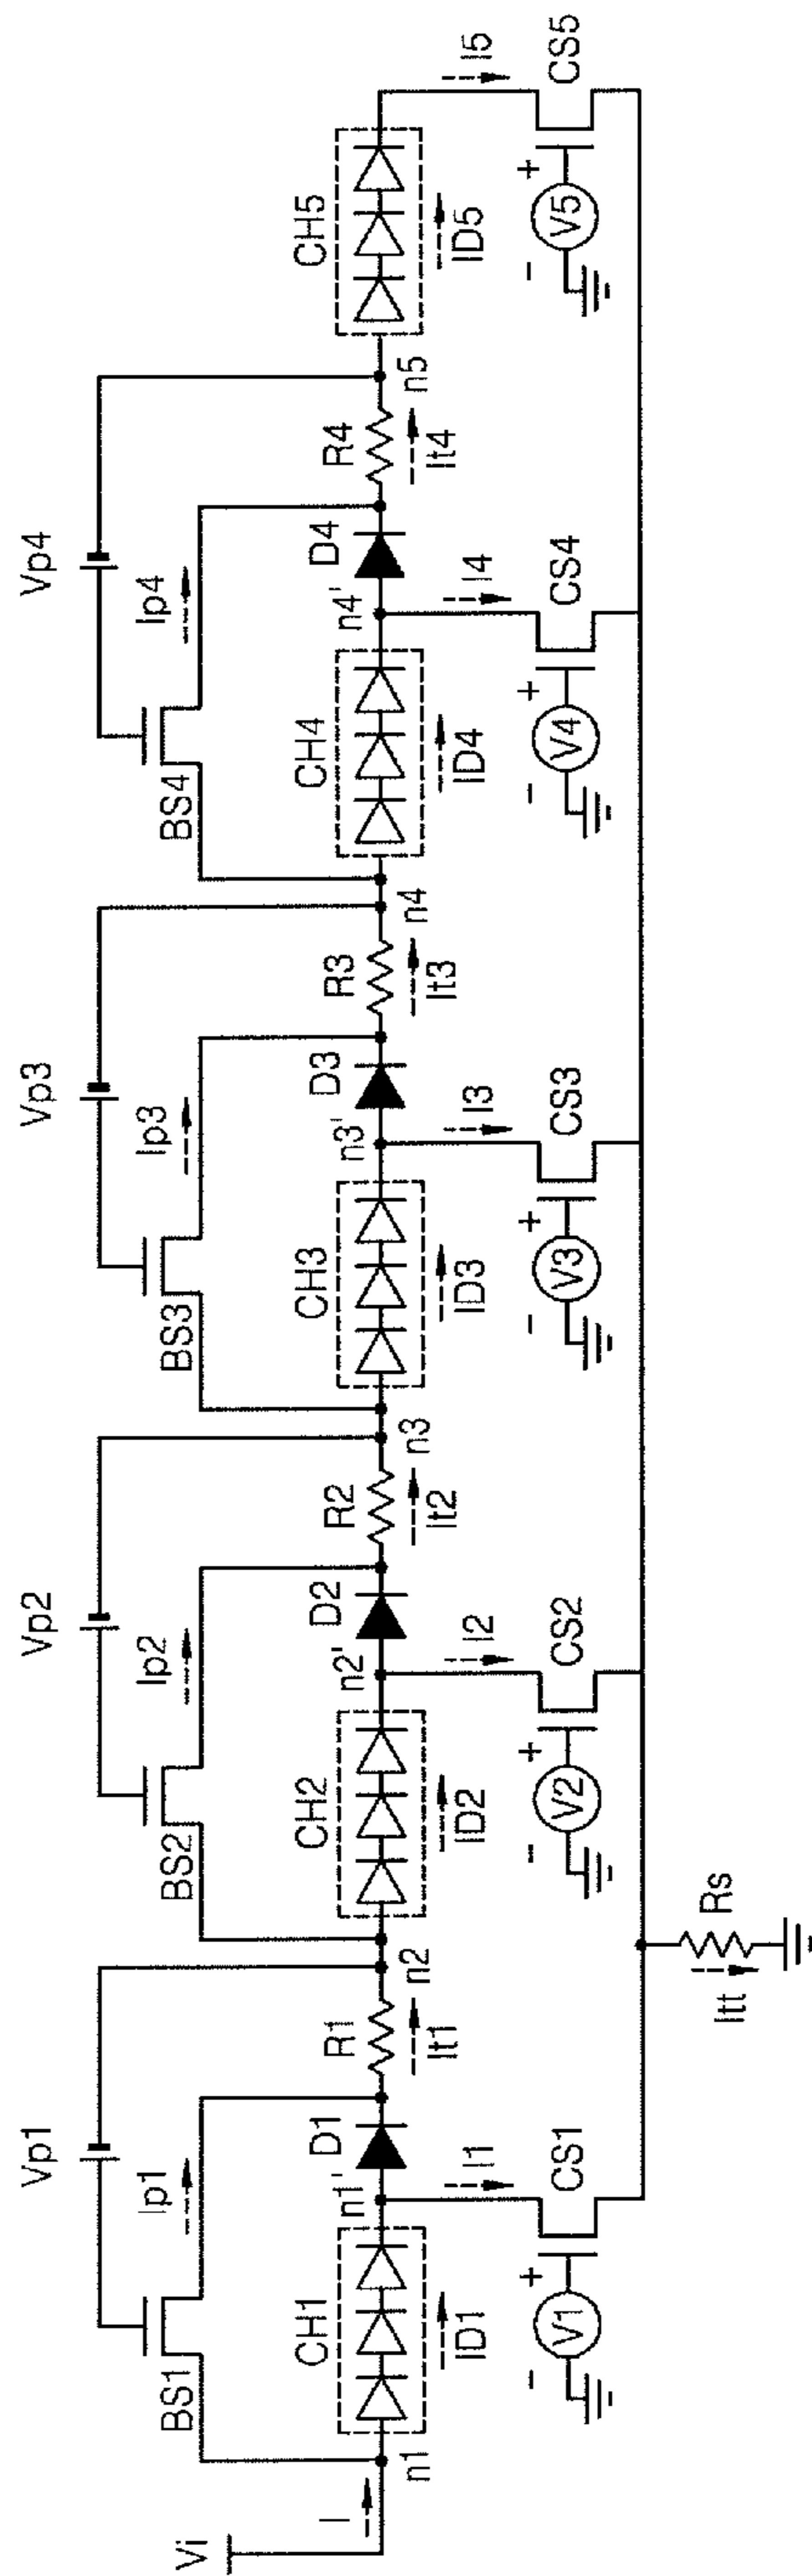 Vp1
Vp2
Vp3
Vp4
Ip1
Ip2
Ip3
Ip4
BS1
BS2
BS3
BS4
Vi
I
n1
CH1
ID1
n1'
D1
R1
It1
n2
CH2
ID2
n2'
D2
R2
It2
n3
CH3
ID3
n3'
D3
R3
It3
n4
CH4
ID4
n4'
D4
R4
It4
n5
CH5
ID5
I1
I2
I3
I4
I5
- V1 +
CS1
- V2 +
CS2
- V3 +
CS3
- V4 +
CS4
- V5 +
CS5
Itt
Rs